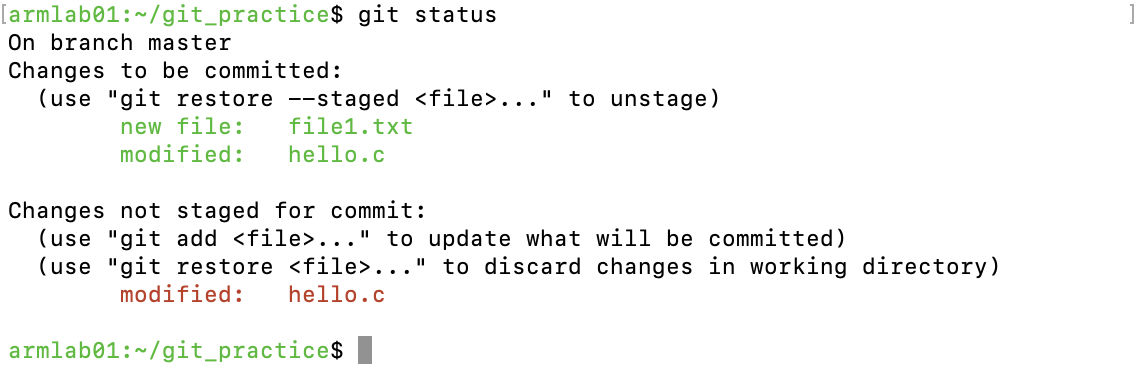 [armlab01:~/git_practice$ git status ]
On branch master
Changes to be committed:
  (use "git restore --staged <file>..." to unstage)
        new file:   file1.txt
        modified:   hello.c

Changes not staged for commit:
  (use "git add <file>..." to update what will be committed)
  (use "git restore <file>..." to discard changes in working directory)
        modified:   hello.c

armlab01:~/git_practice$